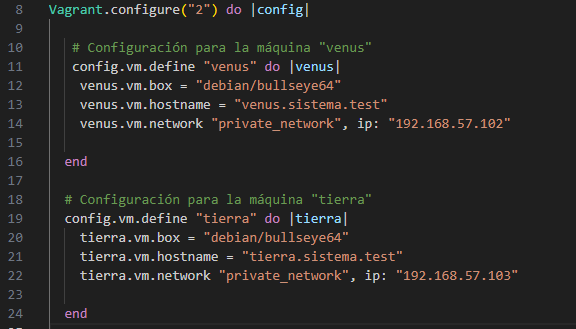 8 Vagrant.configure("2") do |config|
9
10 # Configuración para la máquina "venus"
11 config.vm.define "venus" do |venus|
12 venus.vm.box = "debian/bullseye64"
13 venus.vm.hostname = "venus.sistema.test"
14 venus.vm.network "private_network", ip: "192.168.57.102"
15
16 end
17
18 # Configuración para la máquina "tierra"
19 config.vm.define "tierra" do |tierra|
20 tierra.vm.box = "debian/bullseye64"
21 tierra.vm.hostname = "tierra.sistema.test"
22 tierra.vm.network "private_network", ip: "192.168.57.103"
23
24 end